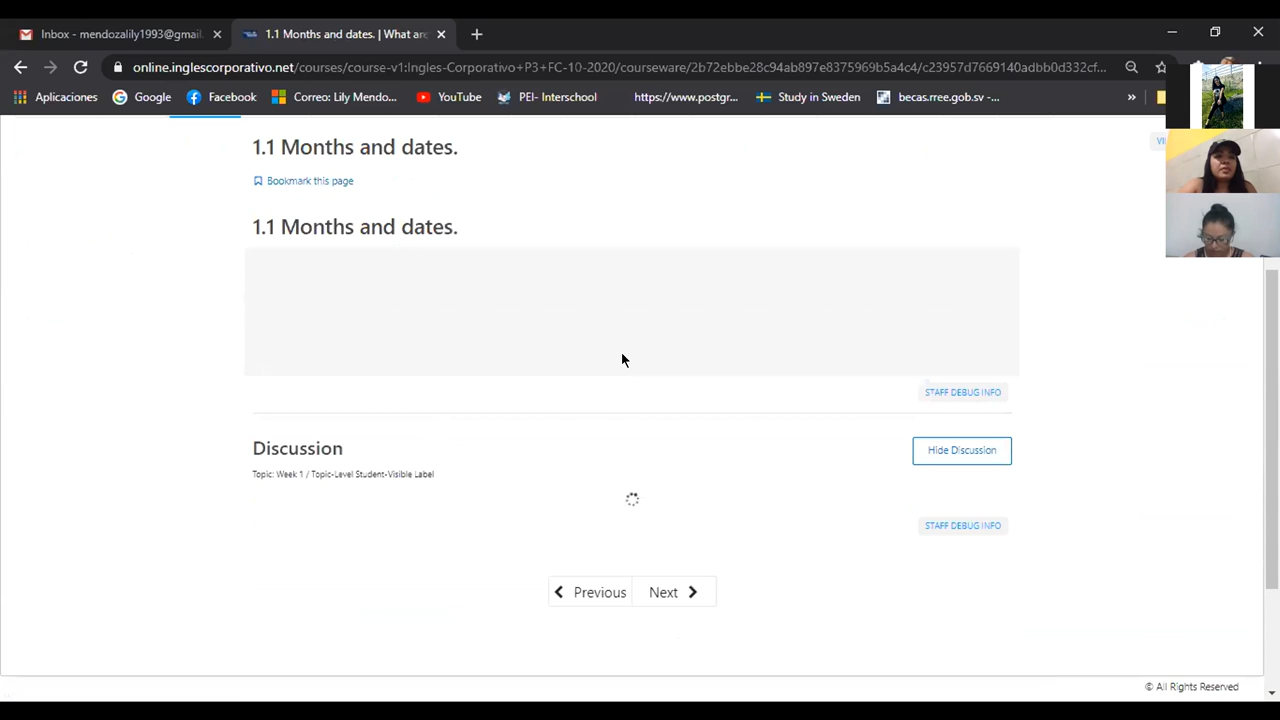 Inbox - mendozalily1993@gmail.
1.1 Months and dates. | What are
online.inglescorporativo.net/courses/course-v1:Ingles-Corporativo+P3+FC-10-2020/courseware/2b72ebbe28c94ab897e8375969b5a4c4/c23957d7669140adbb0d332cf...
Aplicaciones
Google
Facebook
Correo: Lily Mendo...
YouTube
PEI- Interschool
https://www.postgr...
Study in Sweden
becas.rree.gob.sv -...
»
1.1 Months and dates.
Bookmark this page
1.1 Months and dates.
STAFF DEBUG INFO
Discussion
Hide Discussion
Topic: Week 1 / Topic-Level Student-Visible Label
STAFF DEBUG INFO
Previous
Next
© All Rights Reserved